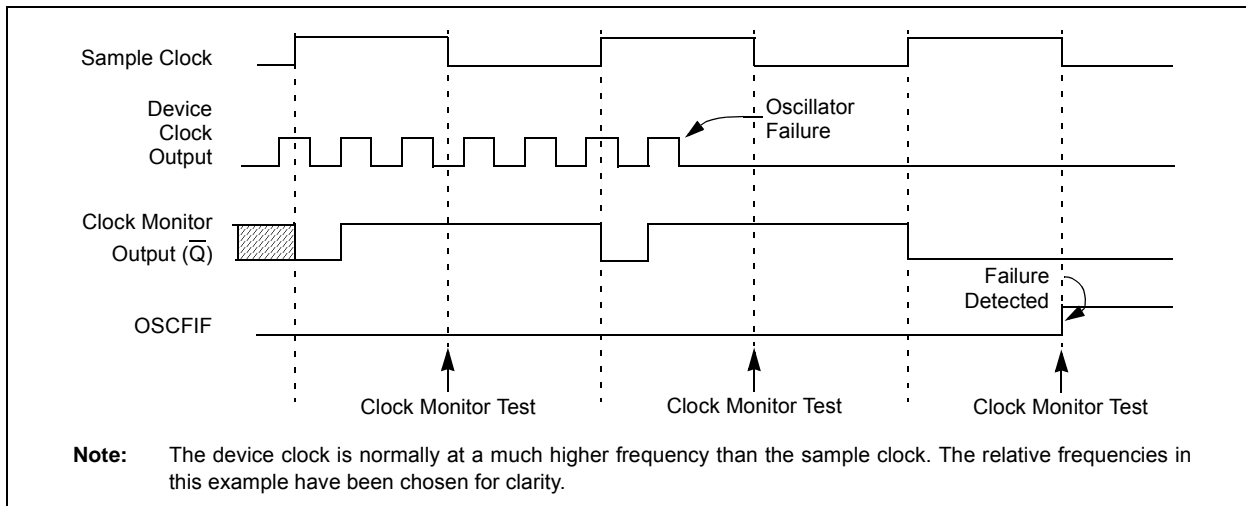 Sample Clock
Device
Clock
Output
Oscillator
Failure
Clock Monitor
Output (Q̅)
Failure
Detected
OSCFIF
Clock Monitor Test
Clock Monitor Test
Clock Monitor Test
Note: The device clock is normally at a much higher frequency than the sample clock. The relative frequencies in
this example have been chosen for clarity.